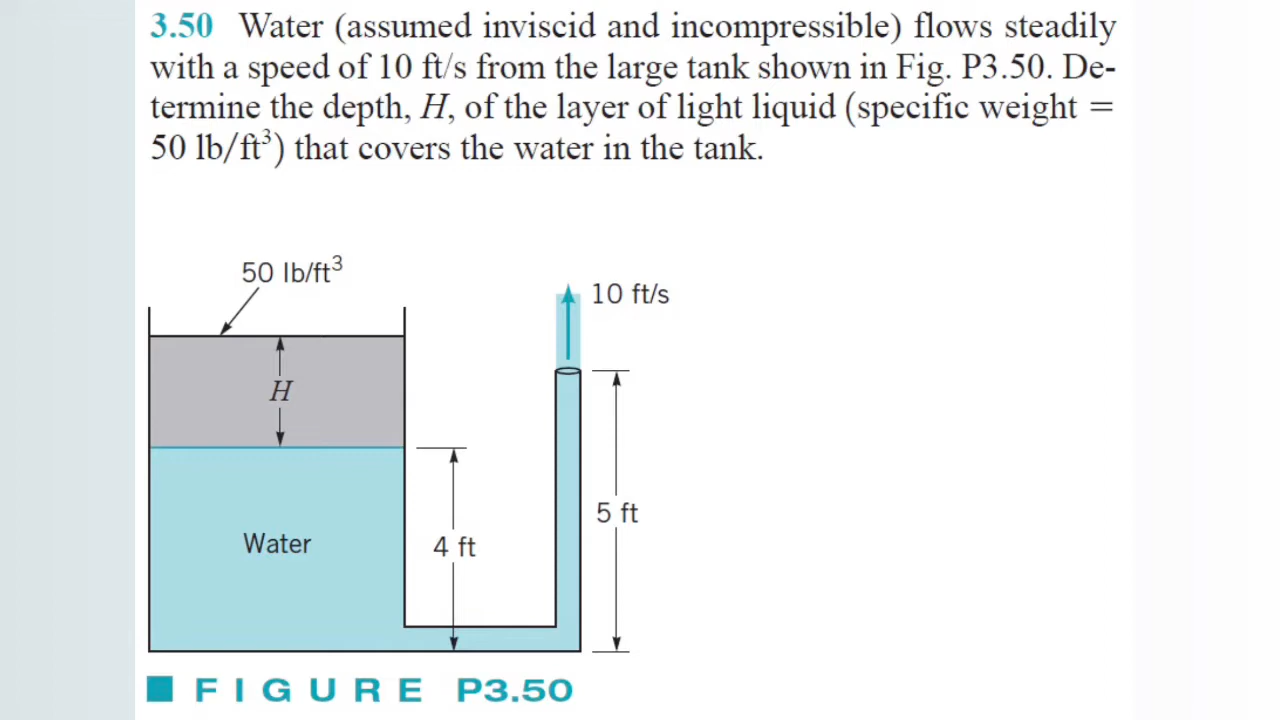 3.50 Water (assumed inviscid and incompressible) flows steadily
with a speed of 10 ft/s from the large tank shown in Fig. P3.50. De-
termine the depth, H, of the layer of light liquid (specific weight =
50 lb/ft³) that covers the water in the tank.
50 lb/ft³
10 ft/s
H
5 ft
Water
4 ft
FIGURE P3.50